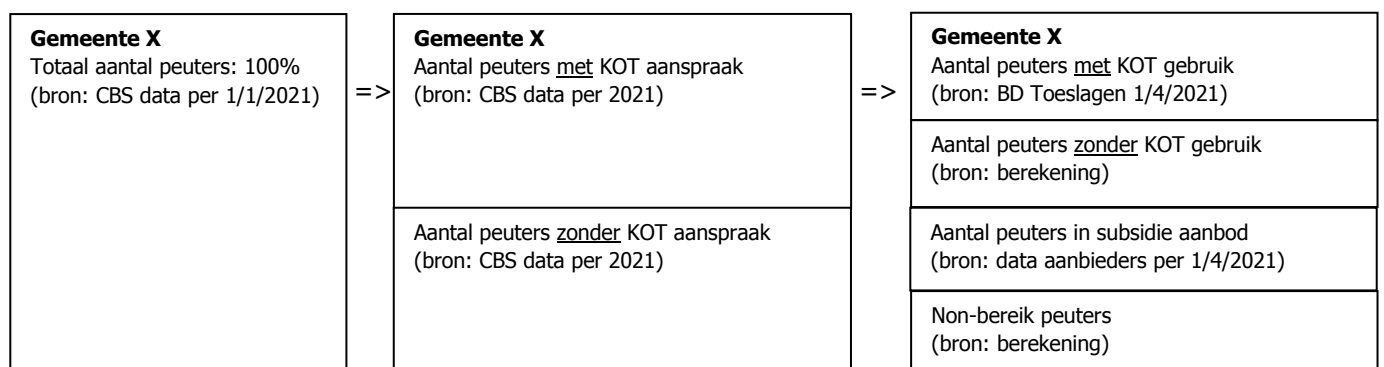 Gemeente X
Totaal aantal peuters: 100%
(bron: CBS data per 1/1/2021)
=>
Gemeente X
Aantal peuters met KOT aanspraak
(bron: CBS data per 2021)
Aantal peuters zonder KOT aanspraak
(bron: CBS data per 2021)
=>
Gemeente X
Aantal peuters met KOT gebruik
(bron: BD Toeslagen 1/4/2021)
Aantal peuters zonder KOT gebruik
(bron: berekening)
Aantal peuters in subsidie aanbod
(bron: data aanbieders per 1/4/2021)
Non-bereik peuters
(bron: berekening)